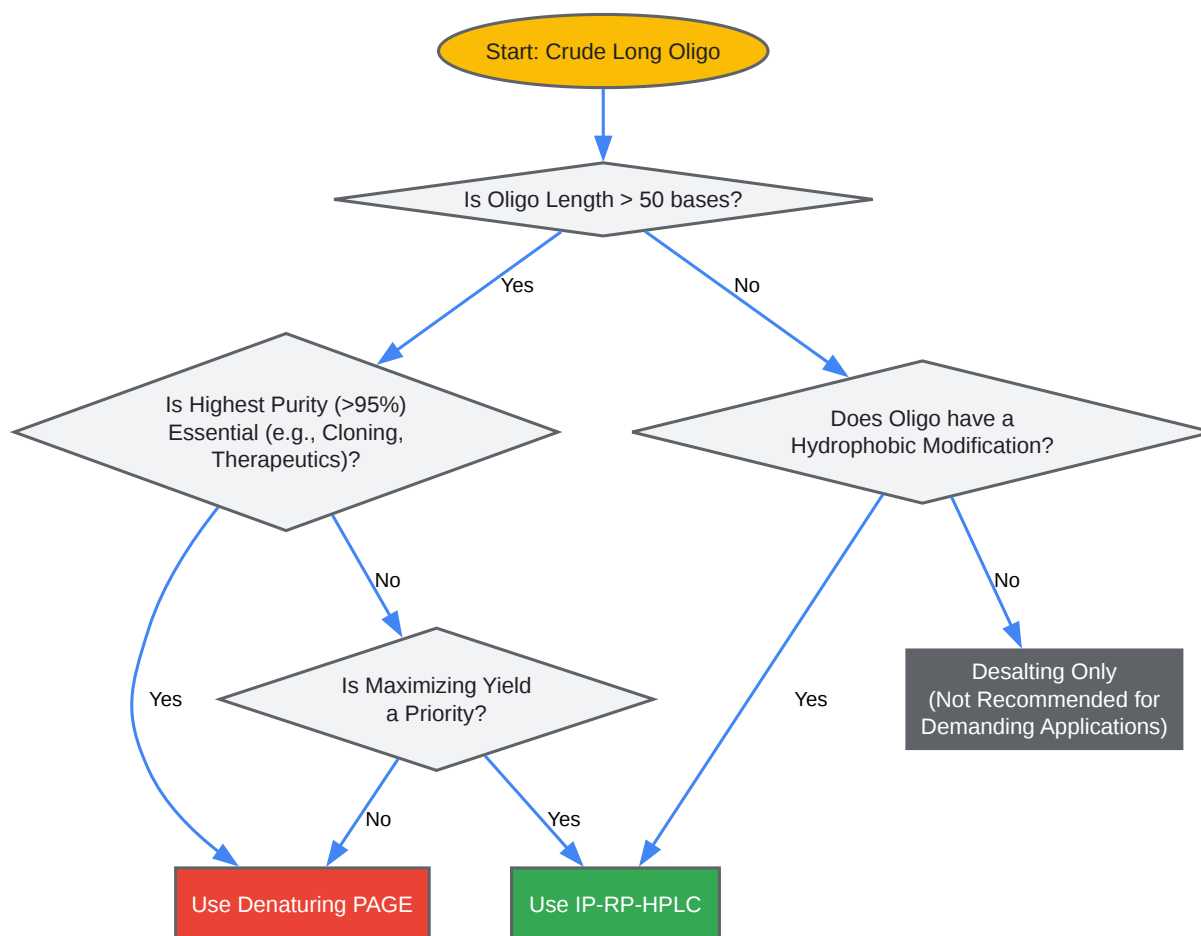 Start: Crude Long Oligo
Is Oligo Length > 50 bases?
Yes
No
Is Highest Purity (>95%)
Essential (e.g., Cloning,
Therapeutics)?
Does Oligo have a
Hydrophobic Modification?
No
No
Is Maximizing Yield
a Priority?
Desalting Only
(Not Recommended for
Demanding Applications)
Yes
Yes
No
Yes
Use Denaturing PAGE
Use IP-RP-HPLC